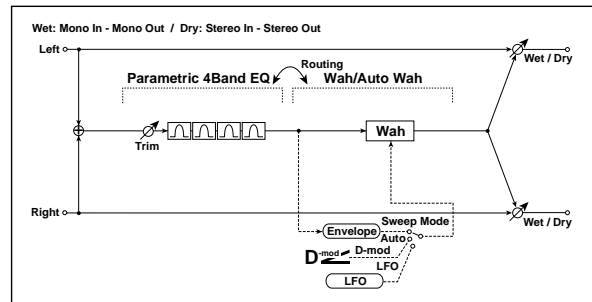 Wet: Mono In - Mono Out / Dry: Stereo In - Stereo Out
Left
Wet / Dry
Parametric 4Band EQ
Routing
Wah/Auto Wah
Trim
Wah
Right
Wet / Dry
Envelope
Sweep Mode
Auto
D-mod
D-mod
LFO
LFO